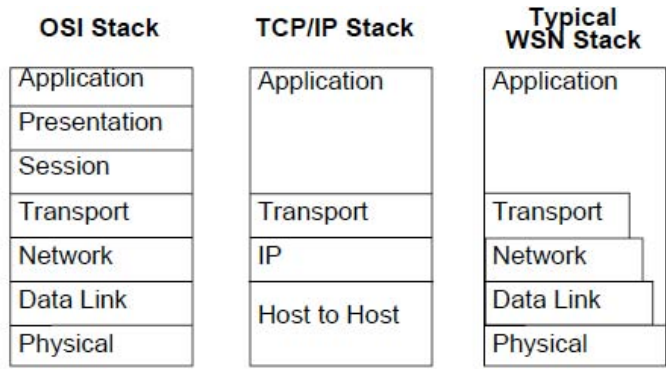 OSI Stack
Application
Presentation
Session
Transport
Network
Data Link
Physical
TCP/IP Stack
Application
Transport
IP
Host to Host
Typical
WSN Stack
Application
Transport
Network
Data Link
Physical